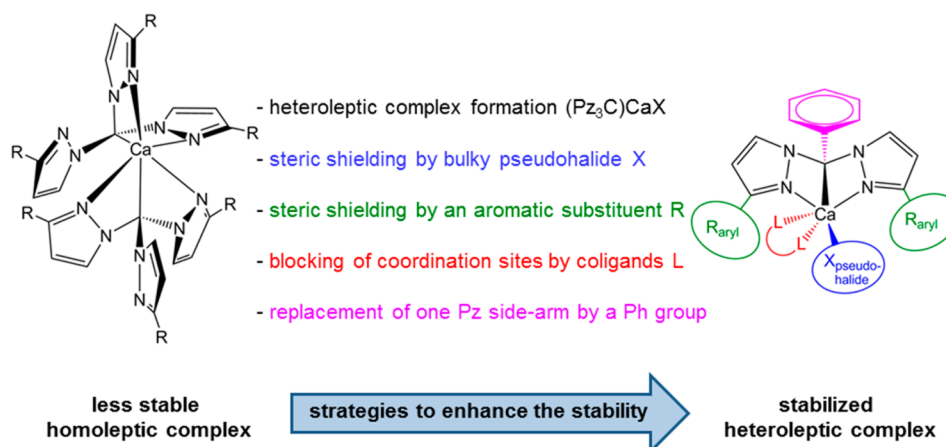 R
N
N
R
N
N
R
N
N
Ca
R
N
N
N
N
R
N
N
R
- heteroleptic complex formation (Pz₃C)CaX
- steric shielding by bulky pseudohalide X
- steric shielding by an aromatic substituent R
- blocking of coordination sites by coligands L
- replacement of one Pz side-arm by a Ph group
N
N
N
N
Ca
L
L
Raryl
Raryl
Xpseudo-
halide
less stable
homoleptic complex
strategies to enhance the stability
stabilized
heteroleptic complex